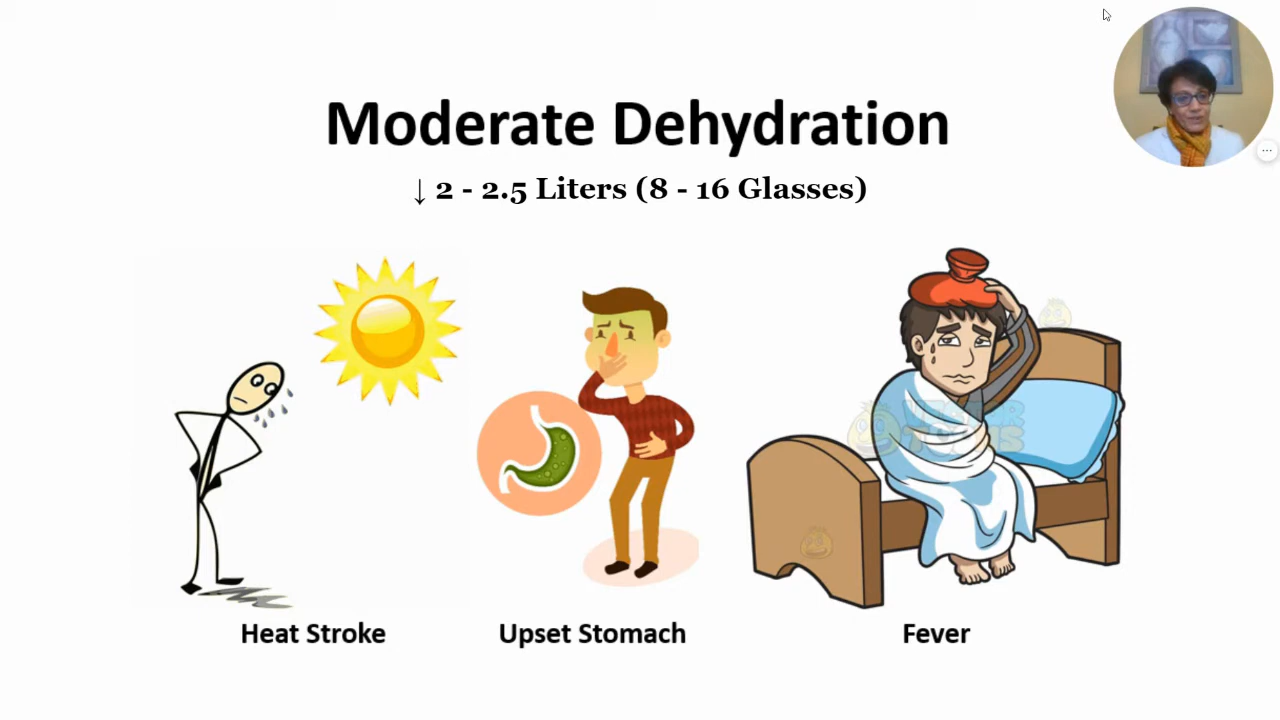 Moderate Dehydration
↓ 2 - 2.5 Liters (8 - 16 Glasses)
Heat Stroke
Upset Stomach
Fever